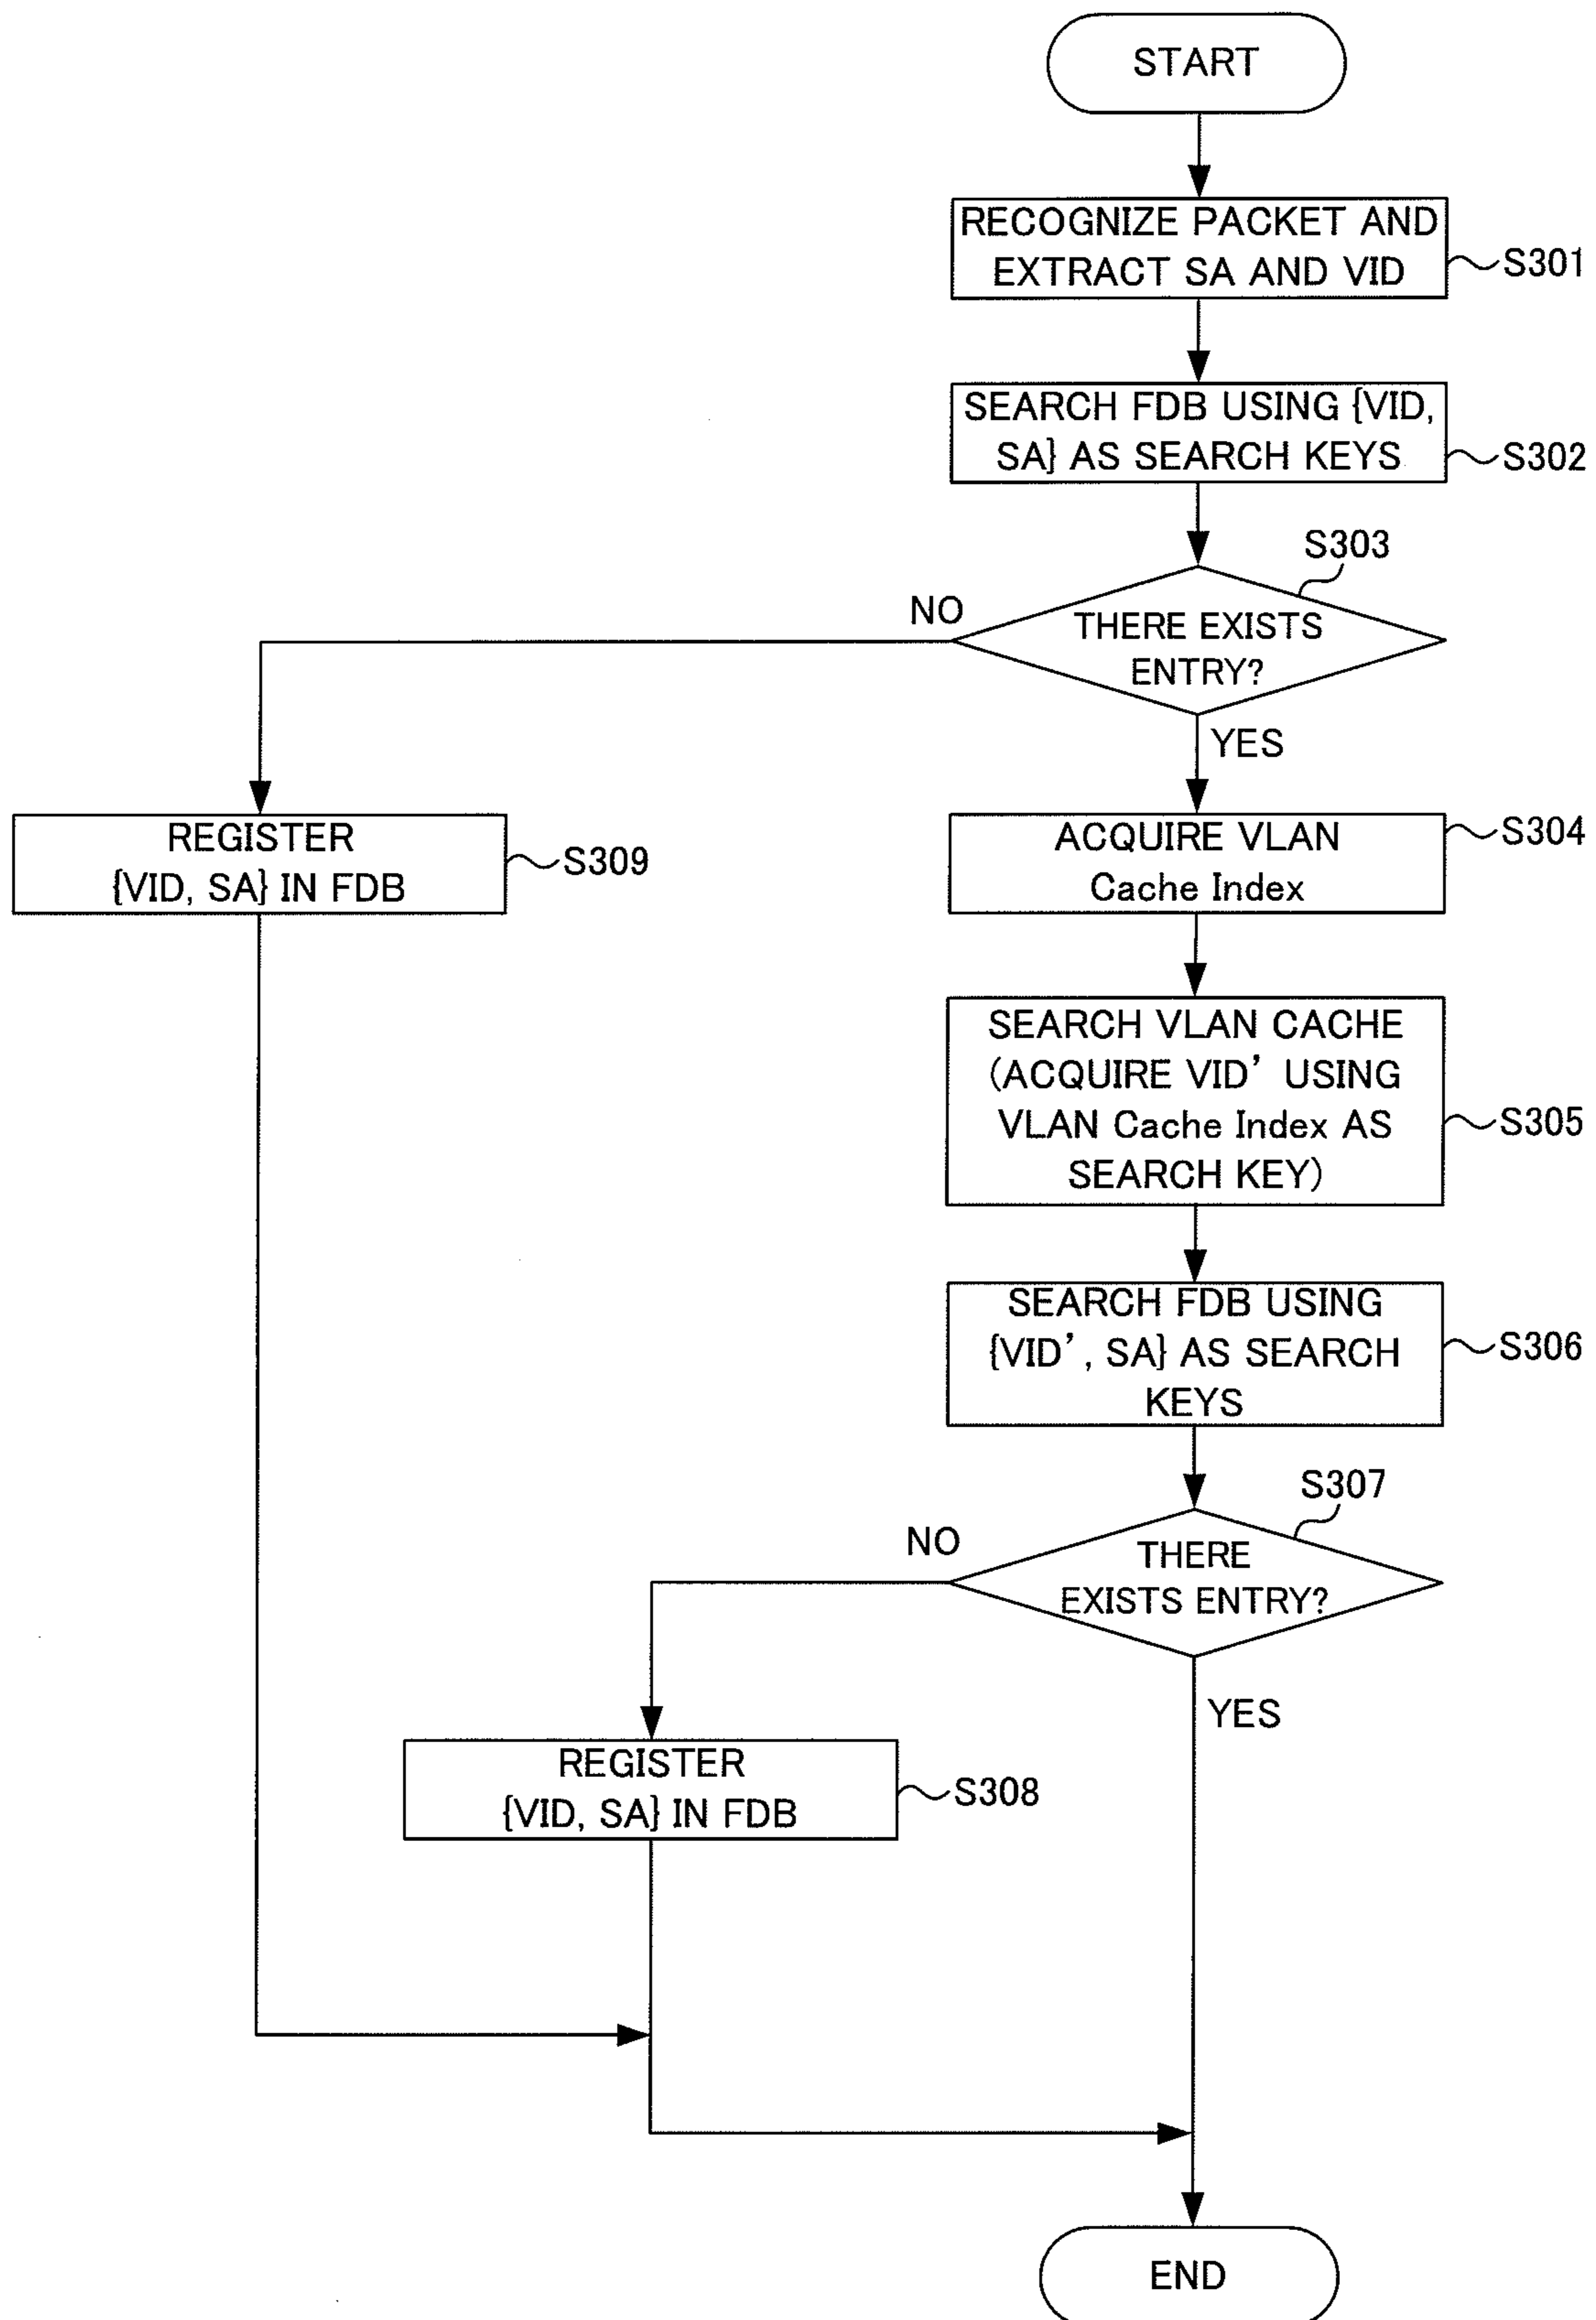 START
RECOGNIZE PACKET AND
EXTRACT SA AND VID
S301
SEARCH FDB USING {VID,
SA} AS SEARCH KEYS
S302
S303
THERE EXISTS
ENTRY?
NO
YES
REGISTER
{VID, SA} IN FDB
S309
ACQUIRE VLAN
Cache Index
S304
SEARCH VLAN CACHE
(ACQUIRE VID’ USING
VLAN Cache Index AS
SEARCH KEY)
S305
SEARCH FDB USING
{VID’, SA} AS SEARCH
KEYS
S306
S307
THERE
EXISTS ENTRY?
NO
YES
REGISTER
{VID, SA} IN FDB
S308
END